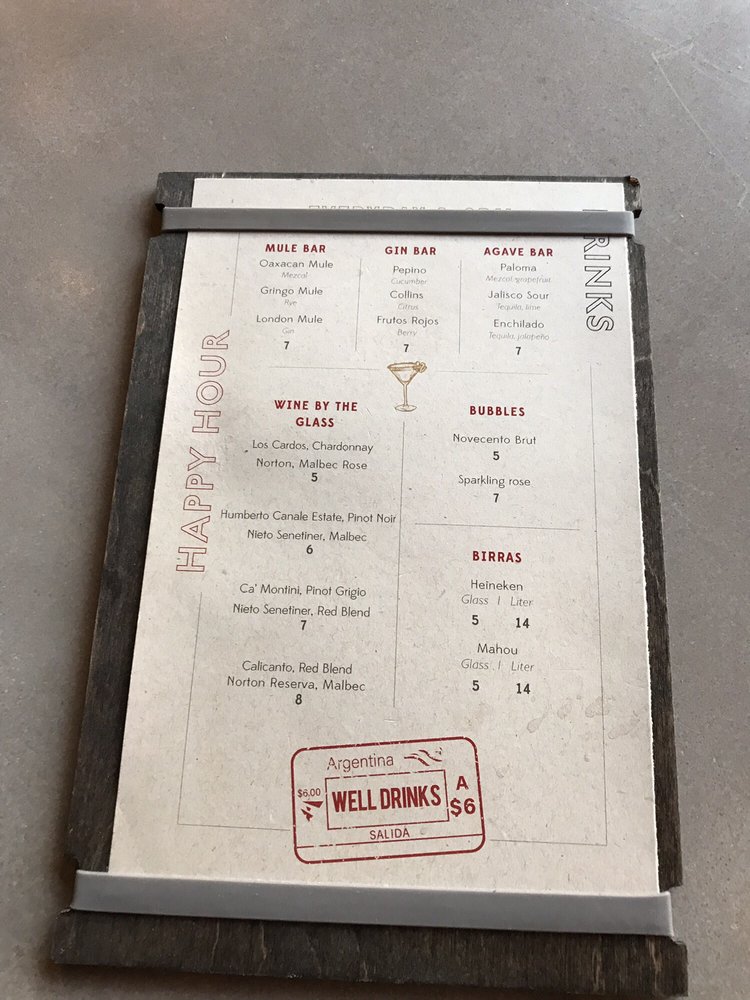 DRINKS
HAPPY HOUR
MULE BAR
Oaxacan Mule
Mezcal
Gringo Mule
Rye
London Mule
Gin
7
GIN BAR
Pepino
Cucumber
Collins
Citrus
Frutos Rojos
Berry
7
AGAVE BAR
Paloma
Mezcal, grapefruit
Jalisco Sour
Tequila, lime
Enchilado
Tequila, jalapeño
7
WINE BY THE
GLASS
Los Cardos, Chardonnay
Norton, Malbec Rose
5
Humberto Canale Estate, Pinot Noir
Nieto Senetiner, Malbec
6
Ca' Montini, Pinot Grigio
Nieto Senetiner, Red Blend
7
Calicanto, Red Blend
Norton Reserva, Malbec
8
BUBBLES
Novecento Brut
5
Sparkling rose
7
BIRRAS
Heineken
Glass | Liter
5 14
Mahou
Glass | Liter
5 14
Argentina
$6.00
WELL DRINKS
A
$6
SALIDA